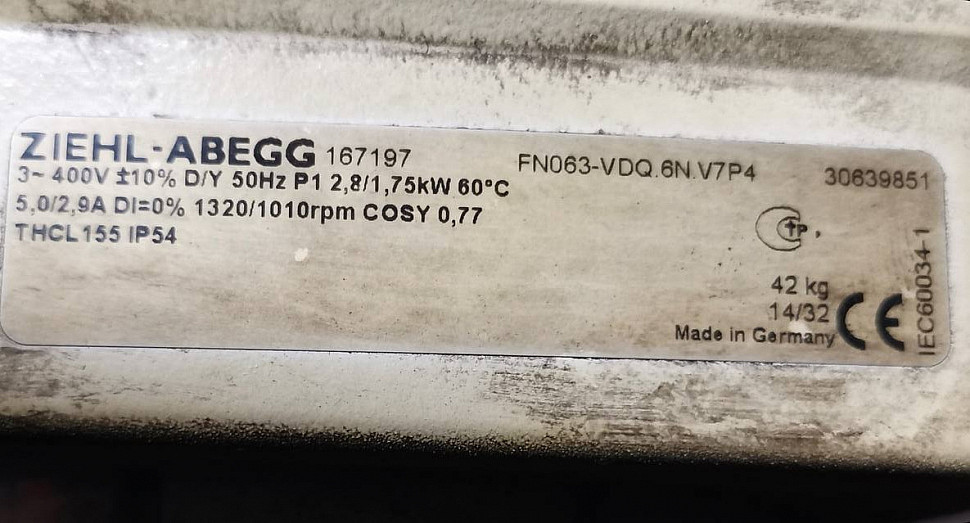 ZIEHL-ABEGG 167197 FN063-VDQ.6N.V7P4 30639851
3~ 400V ±10% D/Y 50Hz P1 2,8/1,75kW 60°C
5,0/2,9A DI=0% 1320/1010rpm COSY 0,77
THCL155 IP54
42 kg
14/32
Made in Germany
CE
IEC60034-1